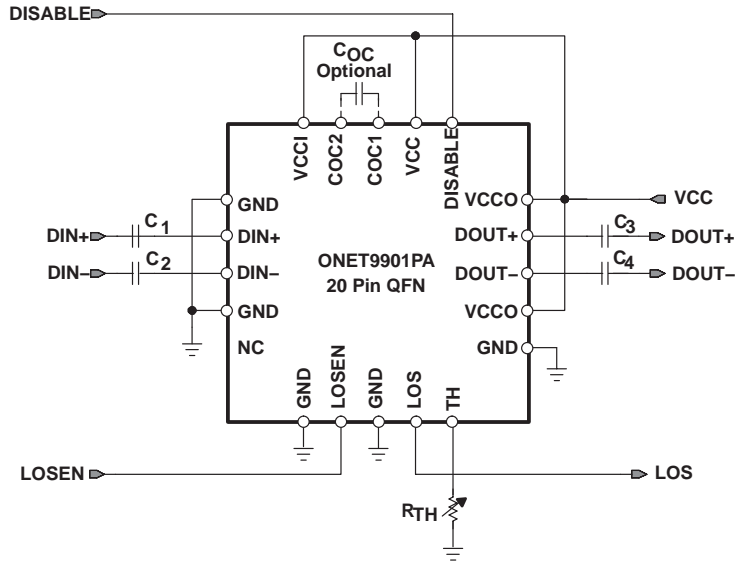 DISABLE
COC
Optional
VCCI
COC2
COC1
VCC
DISABLE
GND
VCCO
VCC
DIN+
C1
DIN+
DOUT+
C3
DOUT+
DIN–
C2
DIN–
DOUT–
C4
DOUT–
ONET9901PA
20 Pin QFN
GND
VCCO
NC
GND
GND
LOSEN
GND
LOS
TH
LOSEN
LOS
RTH